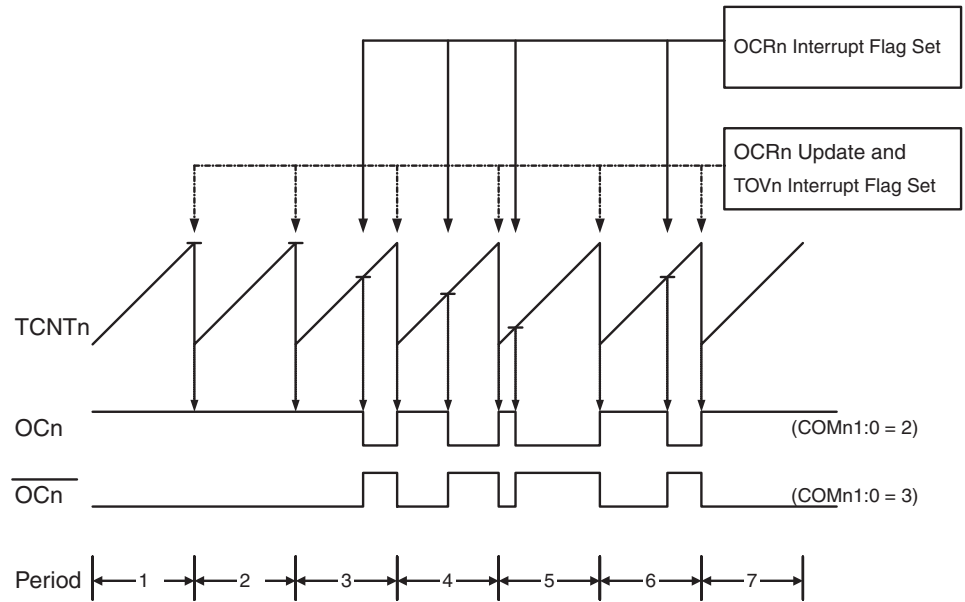 OCRn Interrupt Flag Set
OCRn Update and
TOVn Interrupt Flag Set
TCNTn
OCn
(COMn1:0 = 2)
OCn
(COMn1:0 = 3)
Period
1
2
3
4
5
6
7